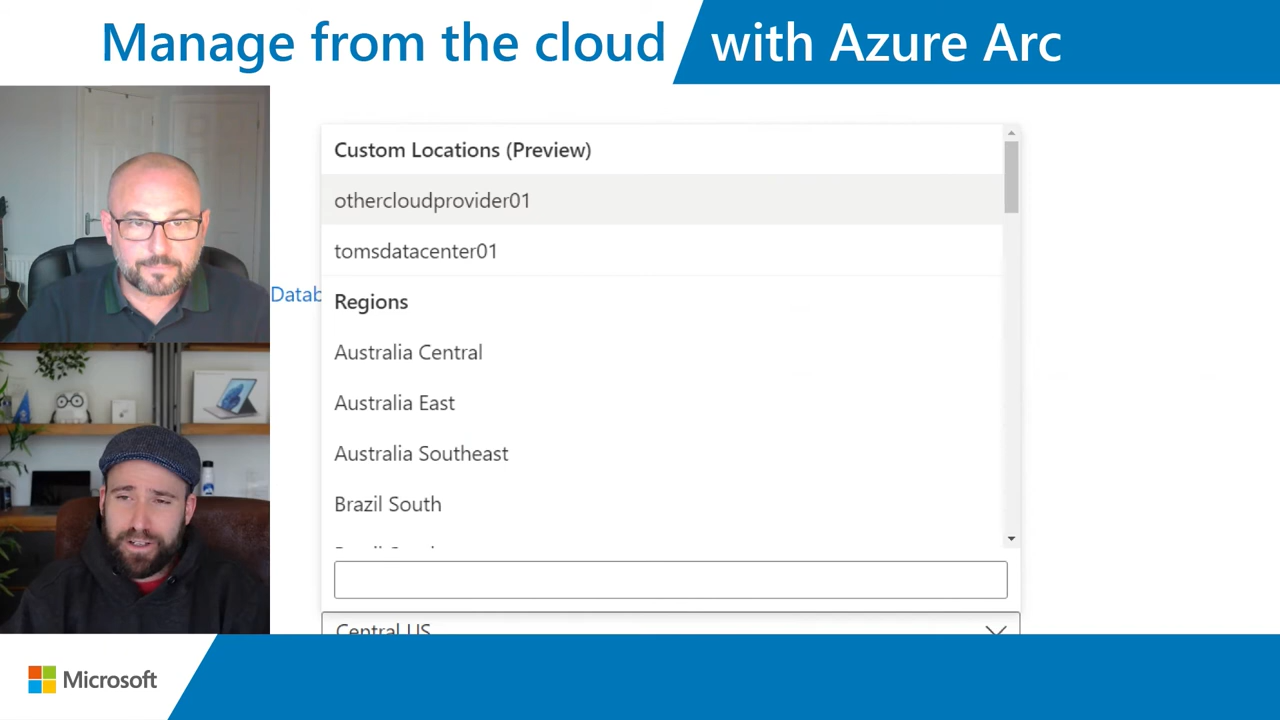 Manage from the cloud with Azure Arc
Custom Locations (Preview)
othercloudprovider01
tomsdatacenter01
Datab
Regions
Australia Central
Australia East
Australia Southeast
Brazil South
Central US
Microsoft